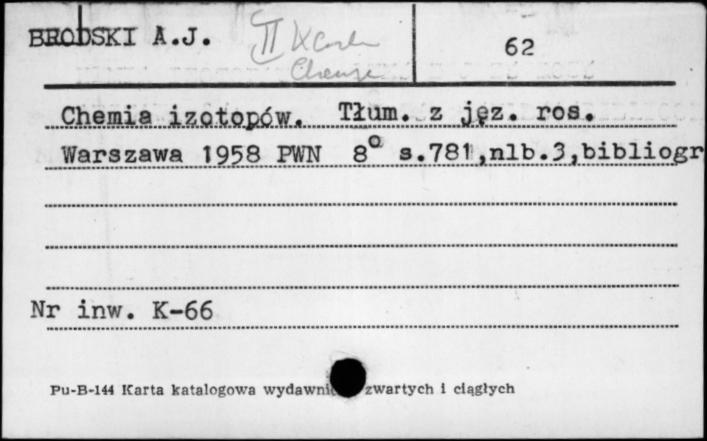 BRODSKI A.J. II 62
Chemia izotopów. Tłum. z jęz. ros.
Warszawa 1958 PWN 8° s.781,nlb.3,bibliogr
Nr inw. K-66
Pu-B-144 Karta katalogowa wydawni zwartych i ciągłych